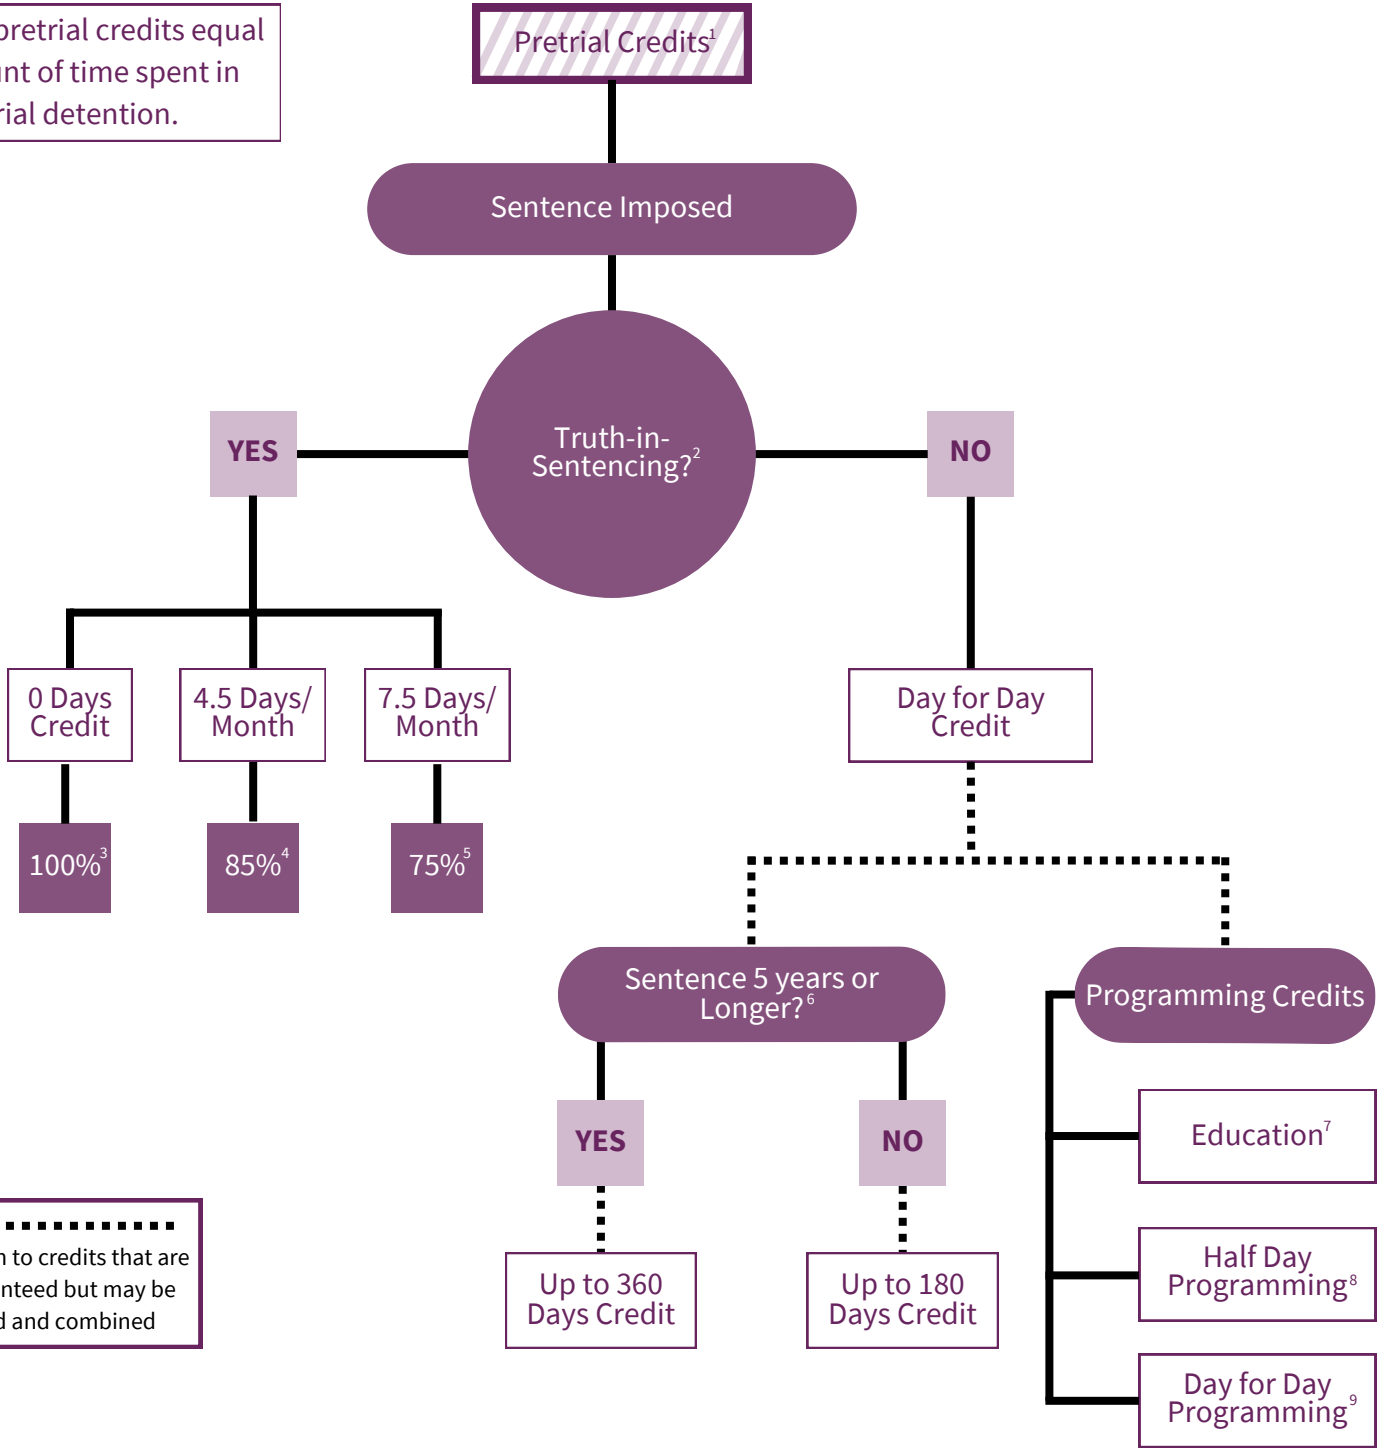 pretrial credits equal
unt of time spent in
rial detention.
Pretrial Credits1
Sentence Imposed
Truth-in-
Sentencing?2
YES
NO
0 Days
Credit
4.5 Days/
Month
7.5 Days/
Month
Day for Day
Credit
100%3
85%4
75%5
Sentence 5 years or
Longer?6
Programming Credits
YES
NO
Education7
Up to 360
Days Credit
Up to 180
Days Credit
Half Day
Programming8
Day for Day
Programming9
n to credits that are
nteed but may be
d and combined